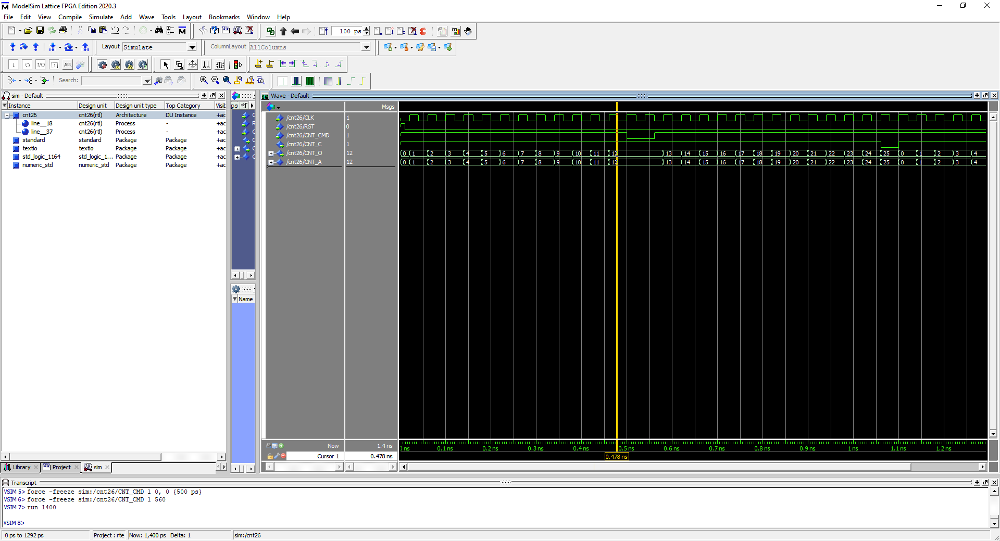 ModelSim Lattice FPGA Edition 2020.3
File Edit View Compile Simulate Add Wave Tools Layout Bookmarks Window Help
100 ps
Layout Simulate ColumnLayout AllColumns
Search:
sim - Default
Wave - Default
Instance Design unit Design unit type Top Category Visib
ps
Msgs
cnt26 cnt26(rtl) Architecture DU Instance +ac
line__18 cnt26(rtl) Process - +ac
line__37 cnt26(rtl) Process - +ac
standard standard Package Package +ac
textio textio Package Package +ac
std_logic_1164 std_logic_1... Package Package +ac
numeric_std numeric_std Package Package +ac
Name
/cnt26/CLK 1
/cnt26/RST 0
/cnt26/CNT_CMD 1
/cnt26/CNT_C 1
/cnt26/CNT_O 12 0 1 2 3 4 5 6 7 8 9 10 11 12 13 14 15 16 17 18 19 20 21 22 23 24 25 0 1 2 3 4
/cnt26/CNT_A 12 0 1 2 3 4 5 6 7 8 9 10 11 12 13 14 15 16 17 18 19 20 21 22 23 24 25 0 1 2 3 4
Now 1.4 ns ns 0.1 ns 0.2 ns 0.3 ns 0.4 ns 0.5 ns 0.6 ns 0.7 ns 0.8 ns 0.9 ns 1 ns 1.1 ns 1.2 ns
Cursor 1 0.478 ns 0.478 ns
Library Project sim
Transcript
VSIM 5> force -freeze sim:/cnt26/CNT_CMD 1 0, 0 {500 ps}
VSIM 6> force -freeze sim:/cnt26/CNT_CMD 1 560
VSIM 7> run 1400
VSIM 8>
0 ps to 1292 ps Project : rte Now: 1,400 ps Delta: 1 sim:/cnt26